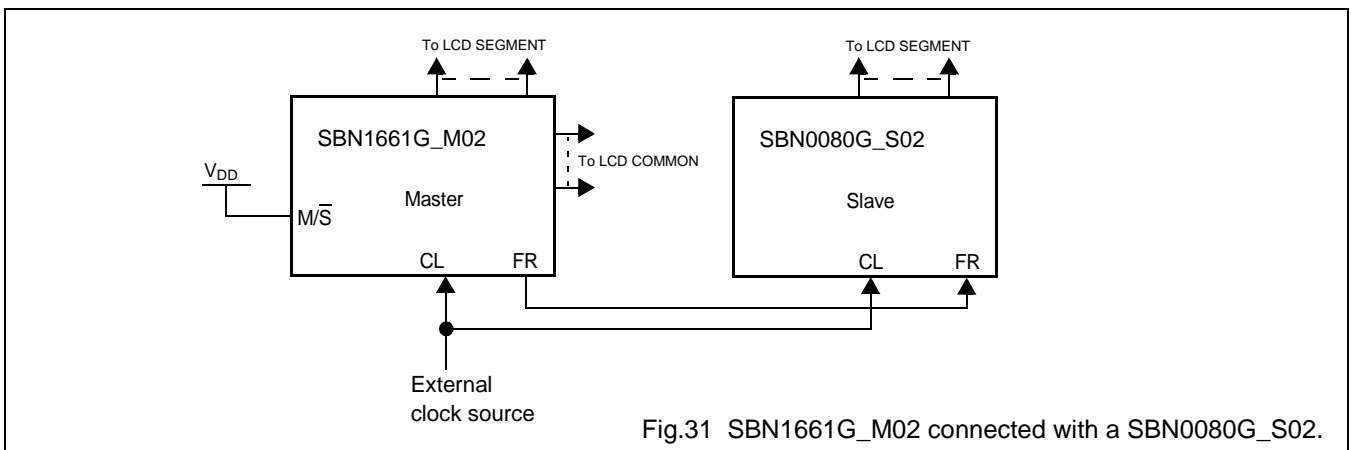 To LCD SEGMENT
SBN1661G_M02
To LCD COMMON
VDD
Master
M/S̅
CL FR
To LCD SEGMENT
SBN0080G_S02
Slave
CL FR
External
clock source
Fig.31 SBN1661G_M02 connected with a SBN0080G_S02.